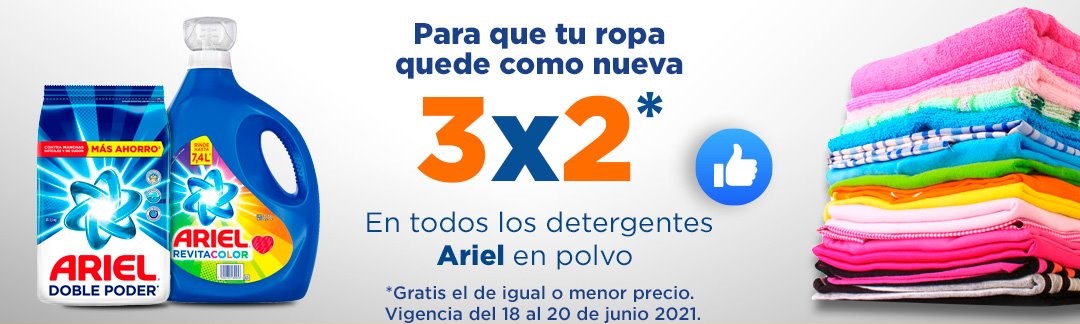 Para que tu ropa
quede como nueva
3x2*
En todos los detergentes
Ariel en polvo
*Gratis el de igual o menor precio.
Vigencia del 18 al 20 de junio 2021.
MÁS AHORRO
ARIEL
DOBLE PODER
RINDE
HASTA
7,4L
ARIEL
REVITACOLOR